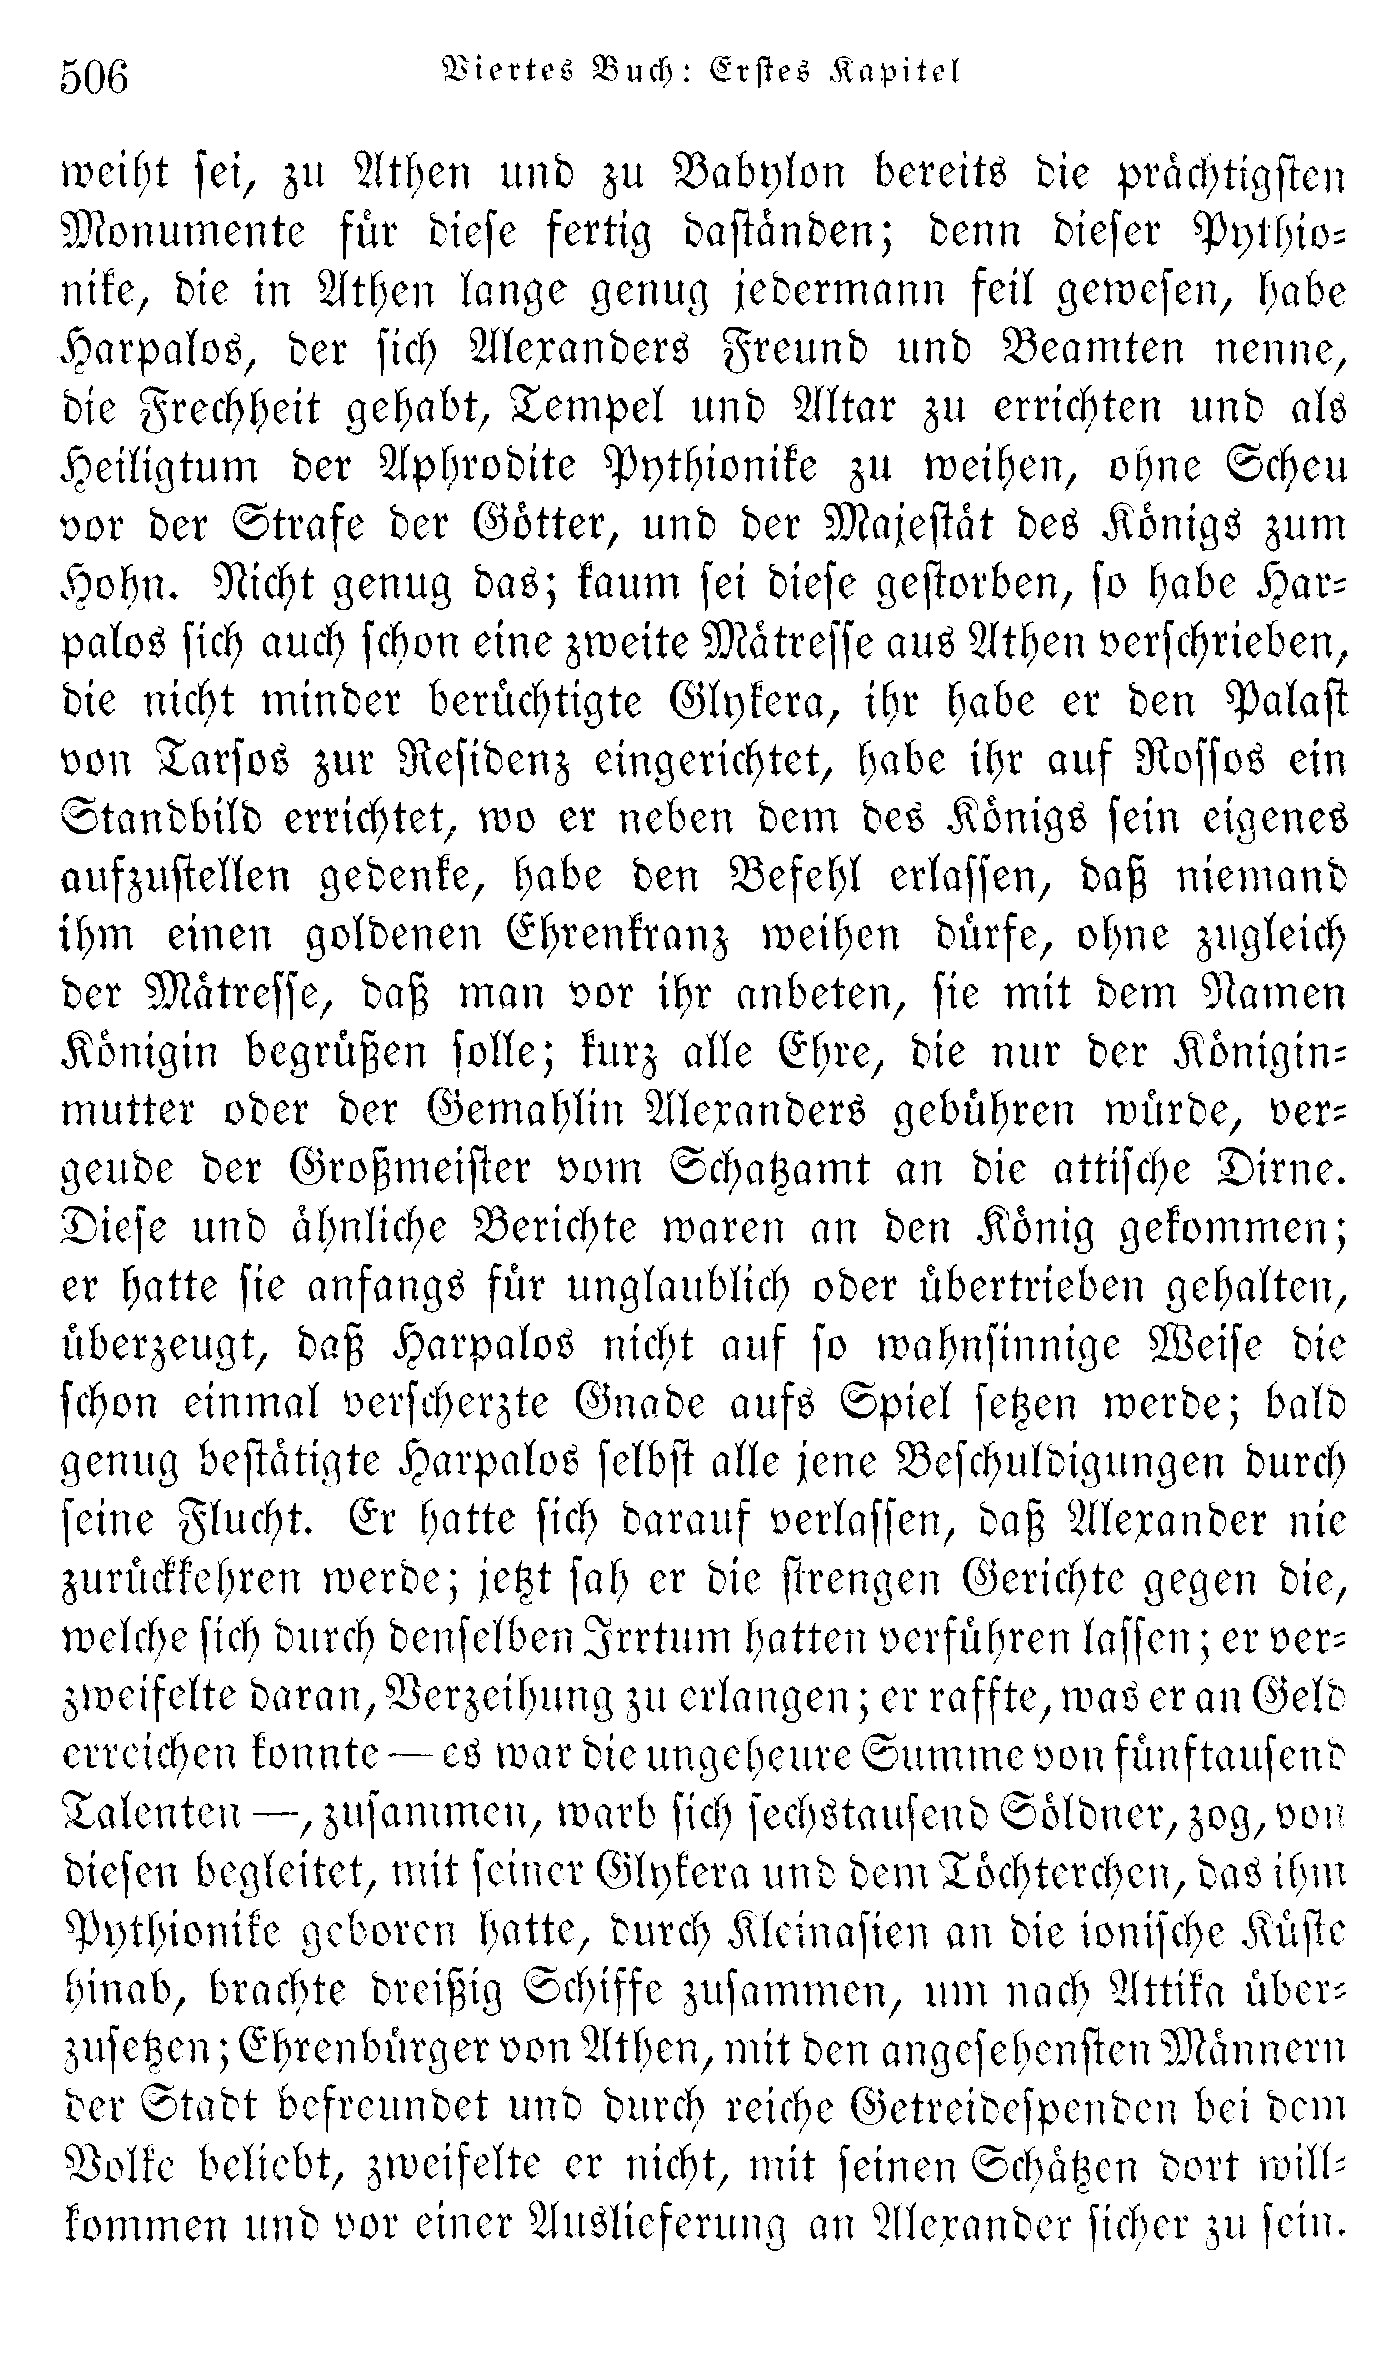 506
Viertes Buch: Erstes Kapitel
weiht sei, zu Athen und zu Babylon bereits die prächtigsten
Monumente für diese fertig daständen; denn dieser Pythio-
nike, die in Athen lange genug jedermann feil gewesen, habe
Harpalos, der sich Alexanders Freund und Beamten nenne,
die Frechheit gehabt, Tempel und Altar zu errichten und als
Heiligtum der Aphrodite Pythionike zu weihen, ohne Scheu
vor der Strafe der Götter, und der Majestät des Königs zum
Hohn. Nicht genug das; kaum sei diese gestorben, so habe Har-
palos sich auch schon eine zweite Mätresse aus Athen verschrieben,
die nicht minder berüchtigte Glykera, ihr habe er den Palast
von Tarsos zur Residenz eingerichtet, habe ihr auf Rossos ein
Standbild errichtet, wo er neben dem des Königs sein eigenes
aufzustellen gedenke, habe den Befehl erlassen, daß niemand
ihm einen goldenen Ehrenkranz weihen dürfe, ohne zugleich
der Mätresse, daß man vor ihr anbeten, sie mit dem Namen
Königin begrüßen solle; kurz alle Ehre, die nur der Königin-
mutter oder der Gemahlin Alexanders gebühren würde, ver-
geude der Großmeister vom Schatzamt an die attische Dirne.
Diese und ähnliche Berichte waren an den König gekommen;
er hatte sie anfangs für unglaublich oder übertrieben gehalten,
überzeugt, daß Harpalos nicht auf so wahnsinnige Weise die
schon einmal verscherzte Gnade aufs Spiel setzen werde; bald
genug bestätigte Harpalos selbst alle jene Beschuldigungen durch
seine Flucht. Er hatte sich darauf verlassen, daß Alexander nie
zurückkehren werde; jetzt sah er die strengen Gerichte gegen die,
welche sich durch denselben Irrtum hatten verführen lassen; er ver-
zweifelte daran, Verzeihung zu erlangen; er raffte, was er an Geld
erreichen konnte — es war die ungeheure Summe von fünftausend
Talenten —, zusammen, warb sich sechstausend Söldner, zog, von
diesen begleitet, mit seiner Glykera und dem Töchterchen, das ihm
Pythionike geboren hatte, durch Kleinasien an die ionische Küste
hinab, brachte dreißig Schiffe zusammen, um nach Attika über-
zusetzen; Ehrenbürger von Athen, mit den angesehensten Männern
der Stadt befreundet und durch reiche Getreidespenden bei dem
Volke beliebt, zweifelte er nicht, mit seinen Schätzen dort will-
kommen und vor einer Auslieferung an Alexander sicher zu sein.